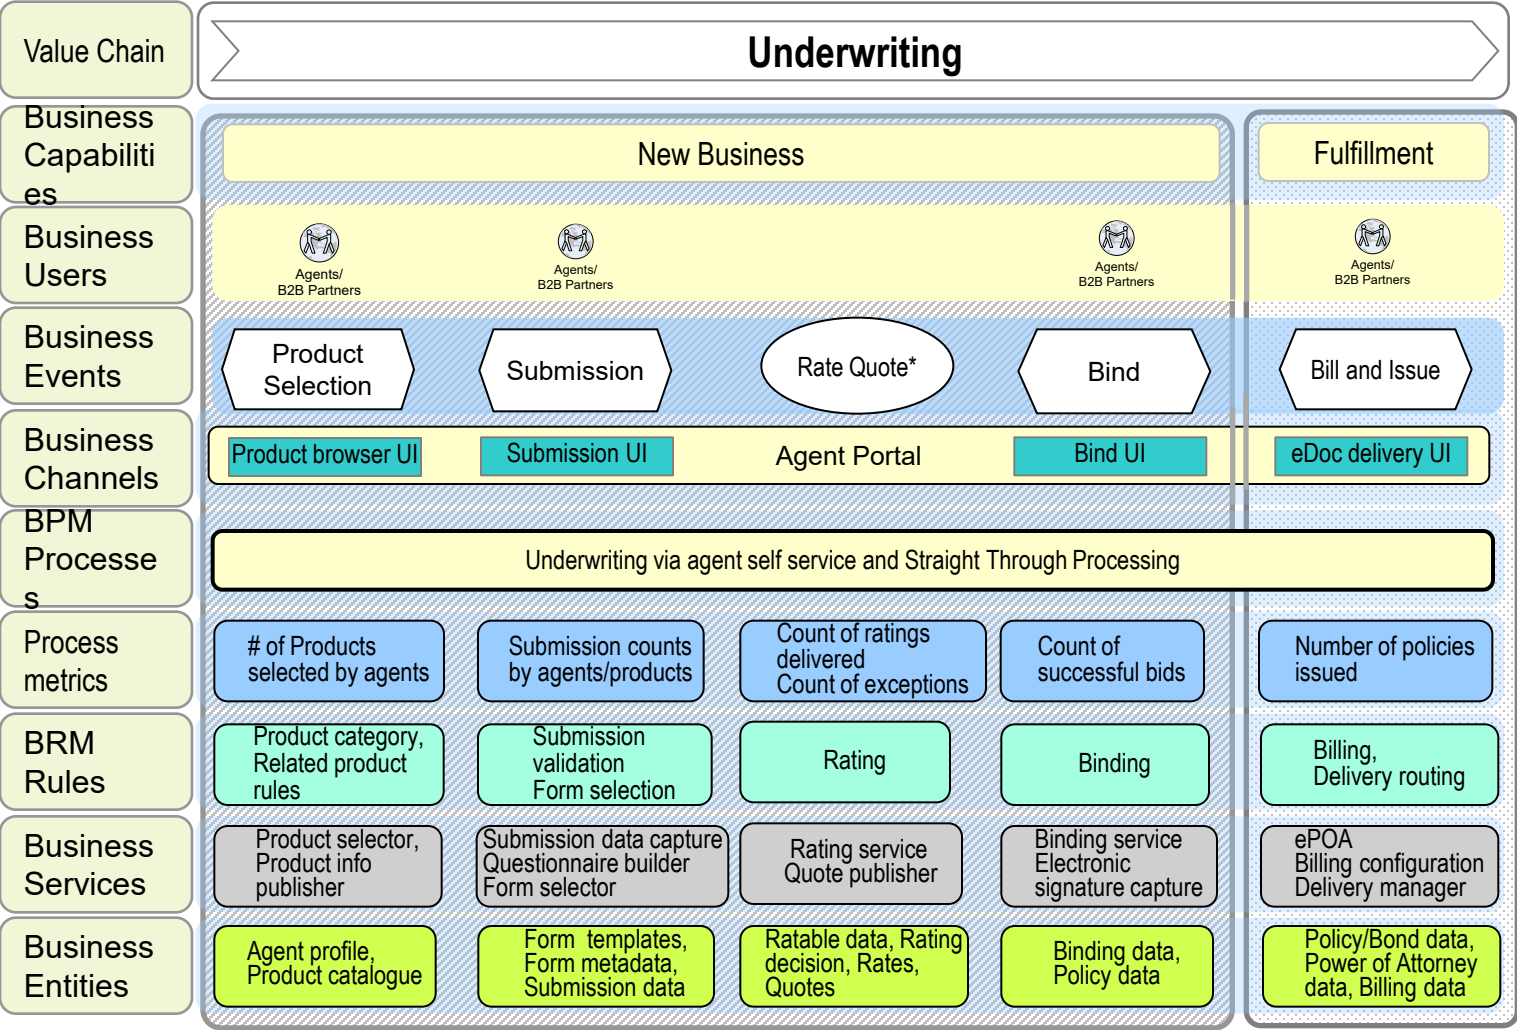 Value Chain
Underwriting
Business
Capabiliti
es
New Business
Fulfillment
Business
Users
Agents/
B2B Partners
Agents/
B2B Partners
Agents/
B2B Partners
Agents/
B2B Partners
Business
Events
Product
Selection
Submission
Rate Quote*
Bind
Bill and Issue
Business
Channels
Product browser UI
Submission UI
Agent Portal
Bind UI
eDoc delivery UI
BPM
Processe
s
Underwriting via agent self service and Straight Through Processing
Process
metrics
# of Products
selected by agents
Submission counts
by agents/products
Count of ratings
delivered
Count of exceptions
Count of
successful bids
Number of policies
issued
BRM
Rules
Product category,
Related product
rules
Submission
validation
Form selection
Rating
Binding
Billing,
Delivery routing
Business
Services
Product selector,
Product info
publisher
Submission data capture
Questionnaire builder
Form selector
Rating service
Quote publisher
Binding service
Electronic
signature capture
ePOA
Billing configuration
Delivery manager
Business
Entities
Agent profile,
Product catalogue
Form templates,
Form metadata,
Submission data
Ratable data, Rating
decision, Rates,
Quotes
Binding data,
Policy data
Policy/Bond data,
Power of Attorney
data, Billing data